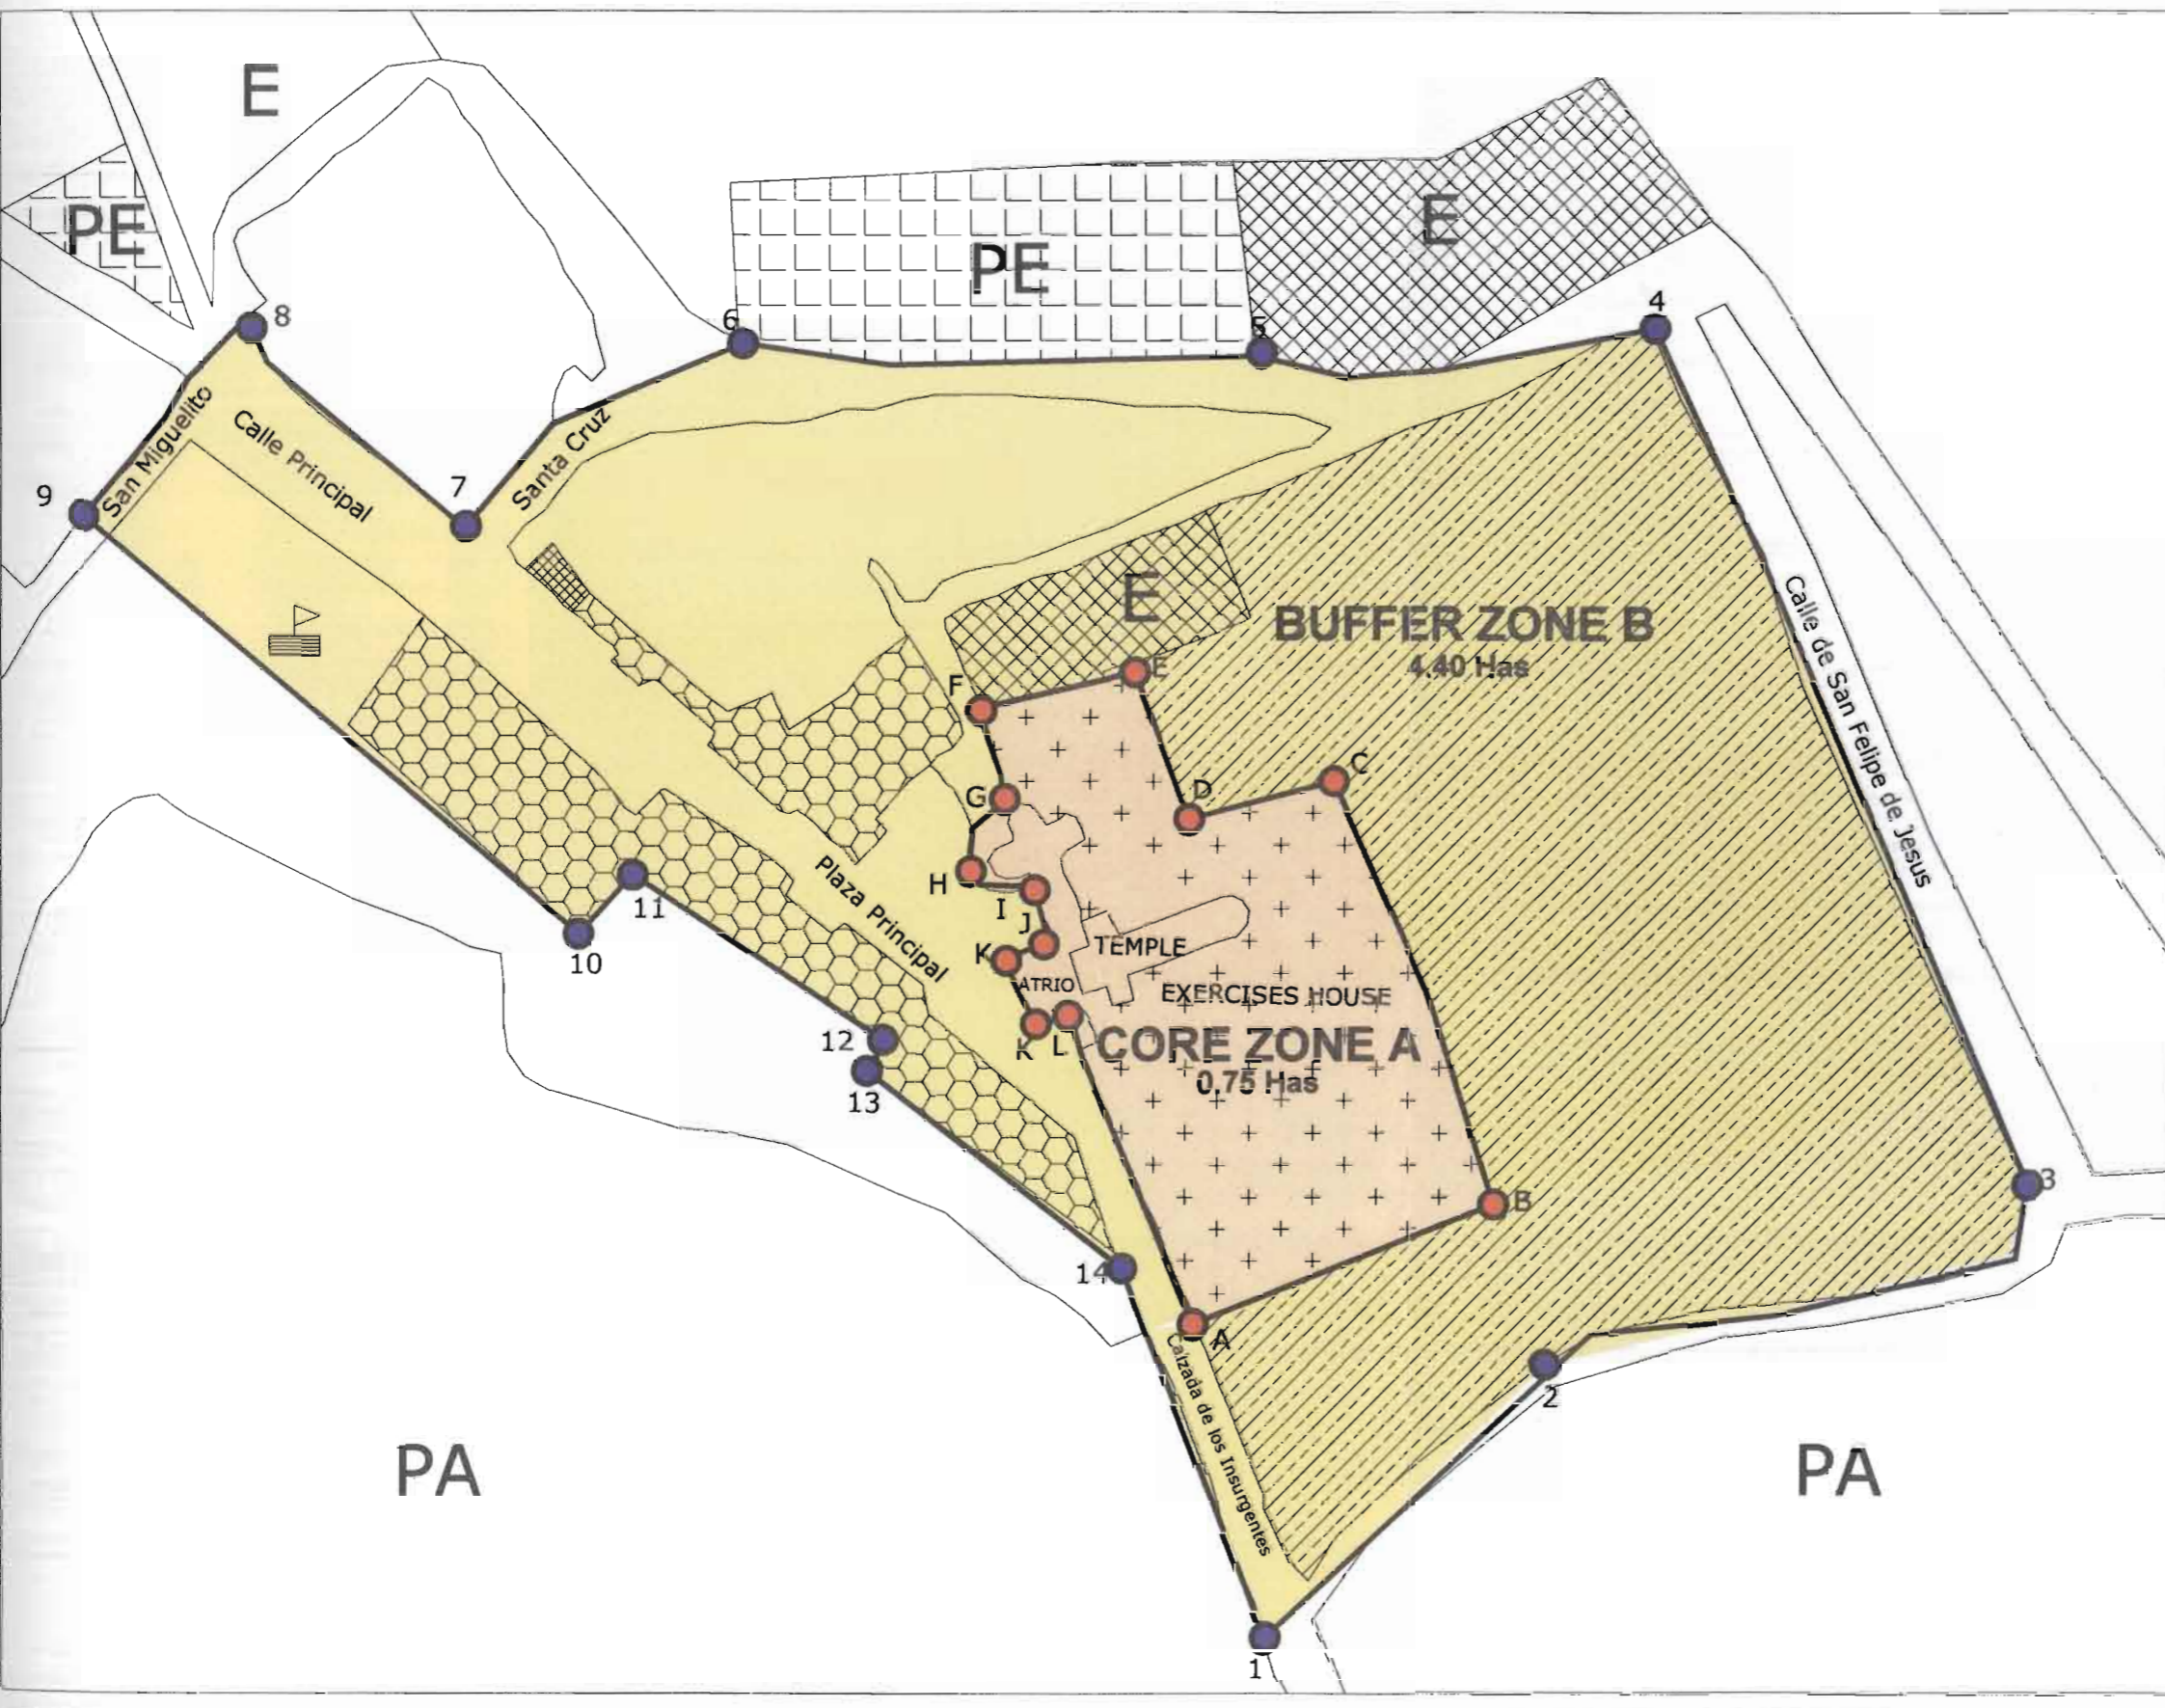 E
PE
PE
E
8
6
5
4
San Miguelito
Calle Principal
9
7
Santa Cruz
E
BUFFER ZONE B
4.40 Has
Calle de San Felipe de Jesus
F
E
G
D
C
H
I
J
K
11
10
Plaza Principal
TEMPLE
ATRIO
EXERCISES HOUSE
12
K
L
CORE ZONE A
0.75 Has
13
B
3
14
A
Calzada de los Insurgentes
2
PA
PA
1